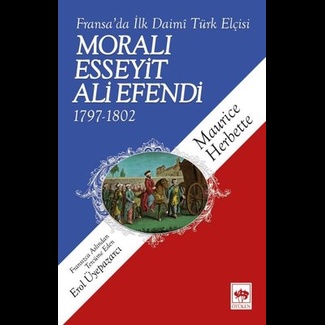 Fransa'da İlk Daimî Türk Elçisi
MORALI
ESSEYİT
ALİ EFENDİ
1797-1802
Maurice
Herbette
Fransızca Aslından
Tercüme Eden
Erol Üyepazarcı
ÖTÜKEN